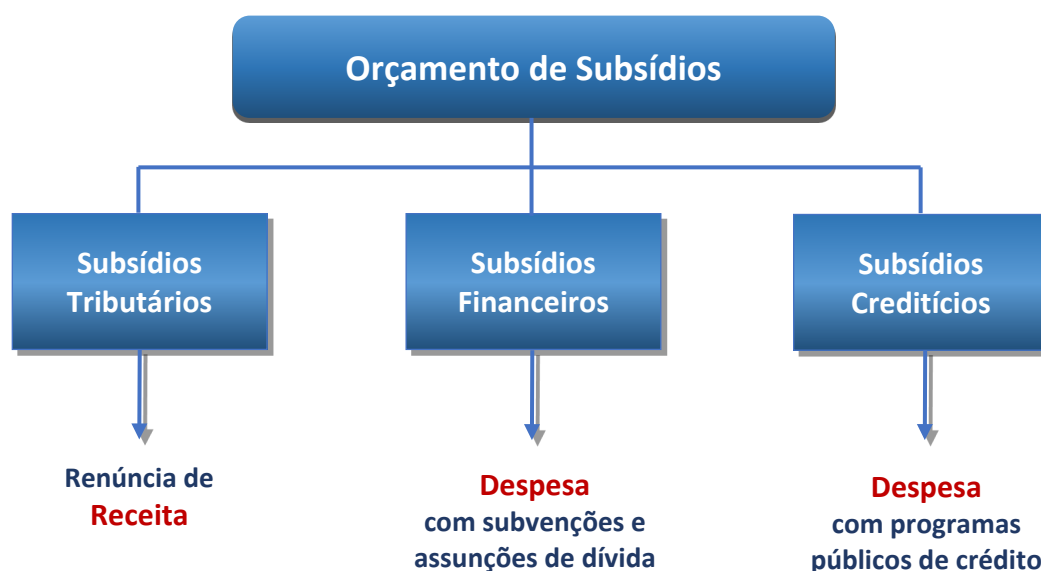 Orçamento de Subsídios
Subsídios
Tributários
Subsídios
Financeiros
Subsídios
Creditícios
Renúncia de
Receita
Despesa
com subvenções e
assunções de dívida
Despesa
com programas
públicos de crédito